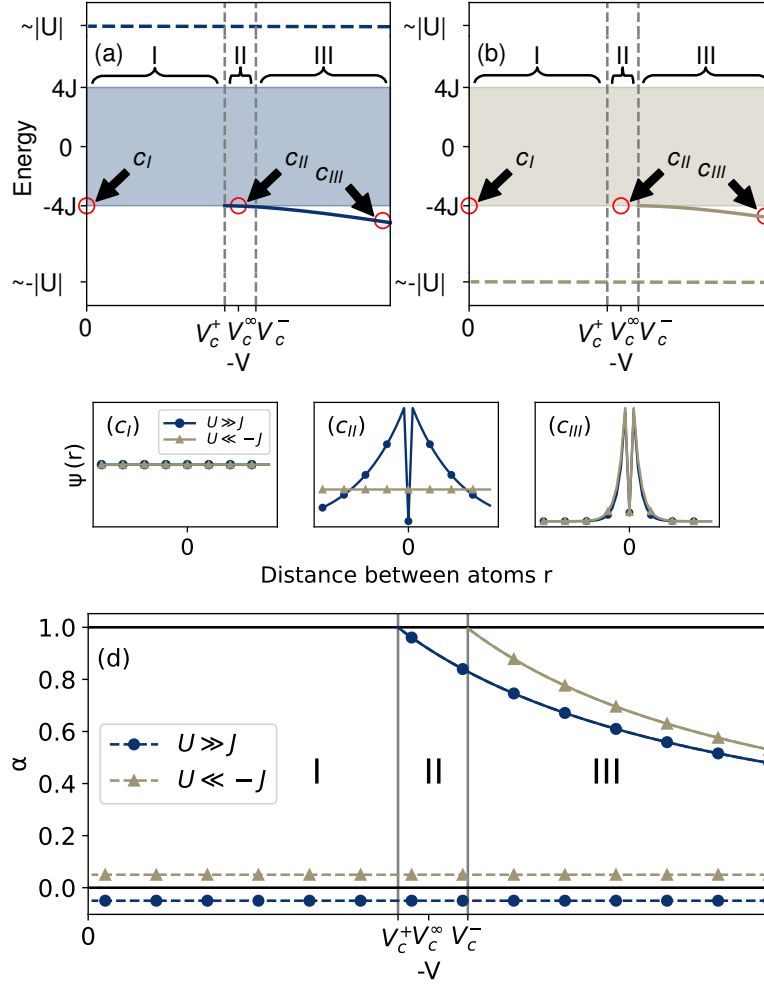 (a)
I II III
~|U|
4J
0
-4J
~-|U|
Energy
c_I
c_II
c_III
0 V_c^+ V_c^∞ V_c^-
-V
(b)
I II III
~|U|
4J
0
-4J
~-|U|
c_I
c_II
c_III
0 V_c^+ V_c^∞ V_c^-
-V
(c_I)
U ≫ J
U ≪ −J
ψ(r)
0
(c_II)
0
(c_III)
0
Distance between atoms r
(d)
1.0
0.8
0.6
0.4
0.2
0.0
α
U ≫ J
U ≪ −J
I II III
0 V_c^+ V_c^∞ V_c^-
-V